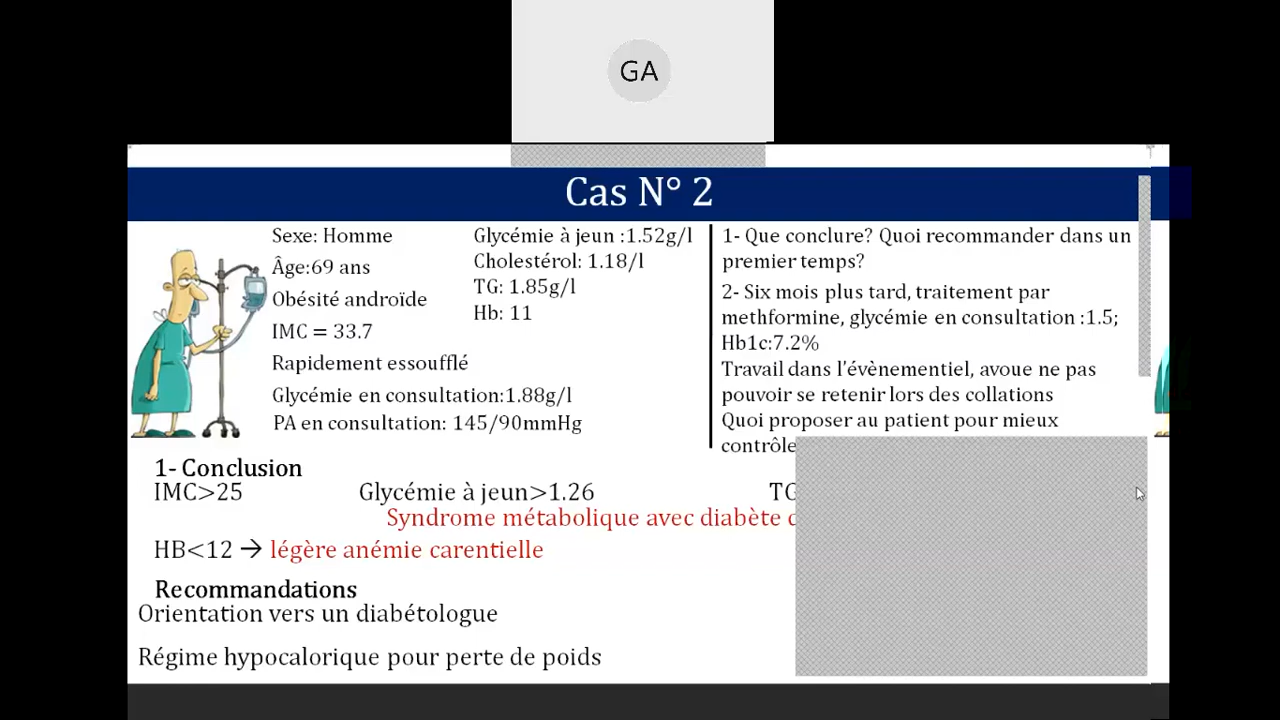 GA
Cas N° 2
Sexe: Homme
Âge:69 ans
Obésité androïde
IMC = 33.7
Rapidement essoufflé
Glycémie en consultation:1.88g/l
PA en consultation: 145/90mmHg
Glycémie à jeun :1.52g/l
Cholestérol: 1.18/l
TG: 1.85g/l
Hb: 11
1- Que conclure? Quoi recommander dans un
premier temps?
2- Six mois plus tard, traitement par
methformine, glycémie en consultation :1.5;
Hb1c:7.2%
Travail dans l'évènementiel, avoue ne pas
pouvoir se retenir lors des collations
Quoi proposer au patient pour mieux
contrôle
1- Conclusion
IMC>25 Glycémie à jeun>1.26 TG
Syndrome métabolique avec diabète
HB<12 → légère anémie carentielle
Recommandations
Orientation vers un diabétologue
Régime hypocalorique pour perte de poids